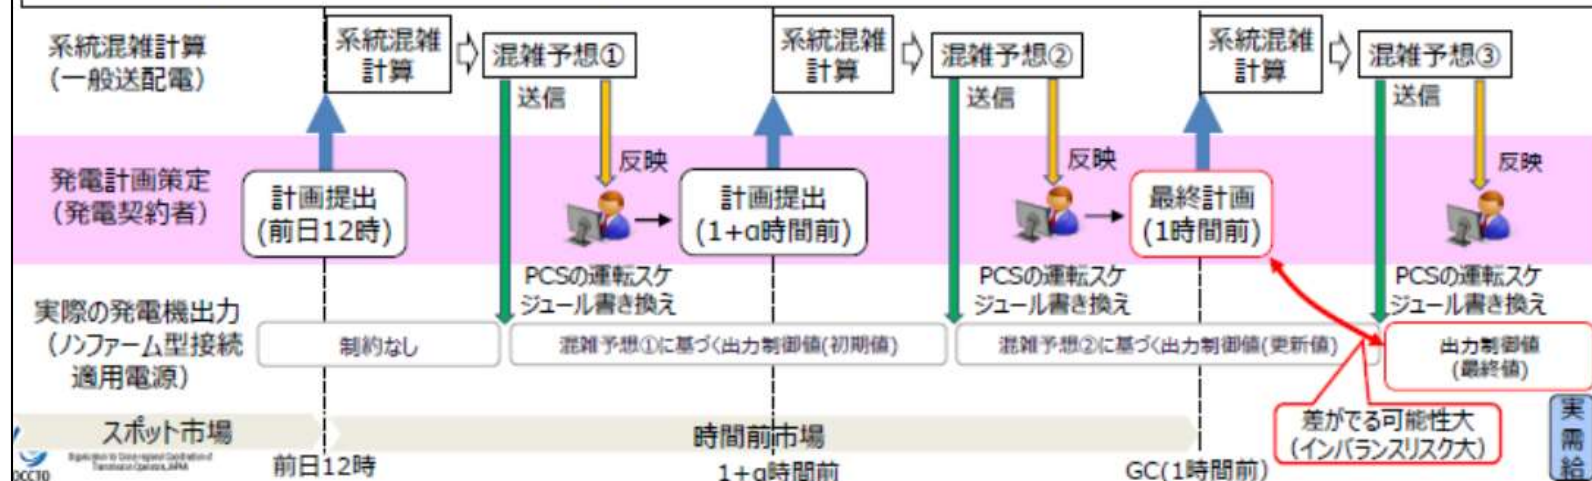 系統混雑計算
(一般送配電)
系統混雑
計算
混雑予想①
送信
系統混雑
計算
混雑予想②
送信
系統混雑
計算
混雑予想③
送信
発電計画策定
(発電契約者)
計画提出
(前日12時)
反映
計画提出
(1+α時間前)
反映
最終計画
(1時間前)
反映
PCSの運転スケ
ジュール書き換え
PCSの運転スケ
ジュール書き換え
PCSの運転スケ
ジュール書き換え
実際の発電機出力
(ノンファーム型接続
適用電源)
制約なし
混雑予想①に基づく出力制御値(初期値)
混雑予想②に基づく出力制御値(更新値)
出力制御値
(最終値)
差がでる可能性大
(インバランスリスク大)
実需給
スポット市場
時間前市場
前日12時
1+α時間前
GC(1時間前)
OCCTO